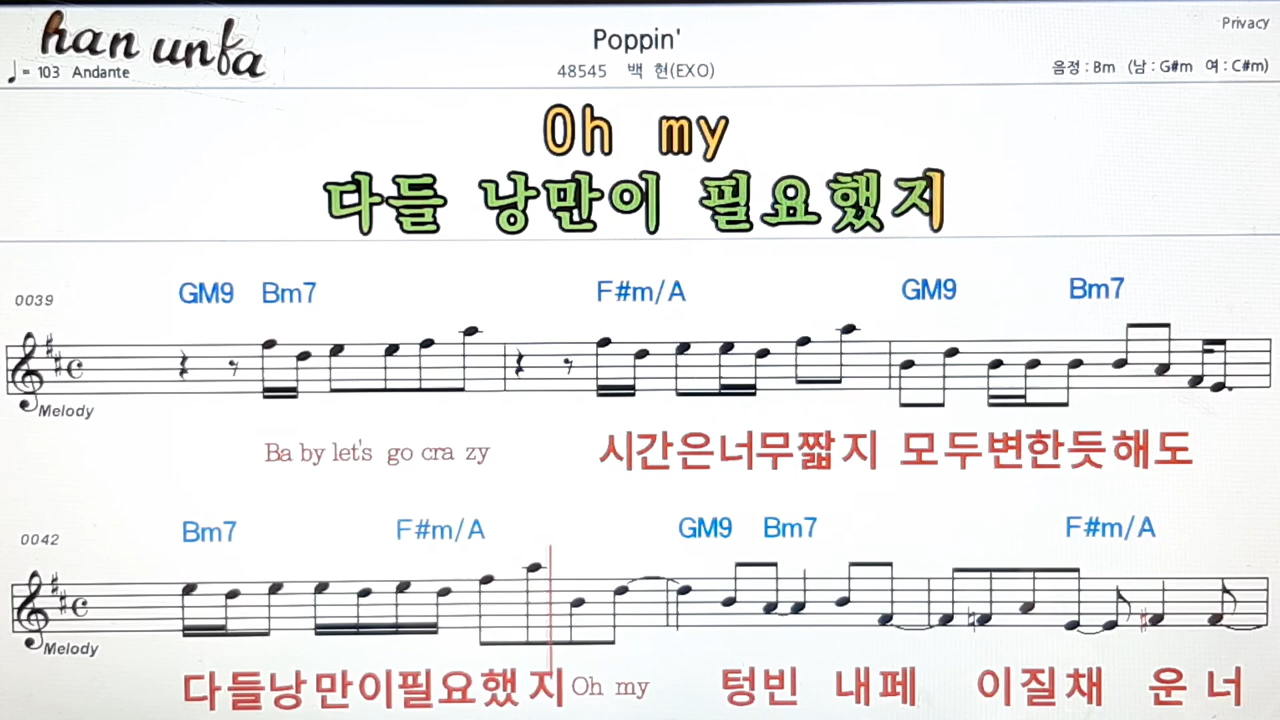 han unfa
Poppin'
Privacy
♩= 103 Andante
48545 백 현(EXO)
음정 : Bm (남 : G#m 여 : C#m)
Oh my
다들 낭만이 필요했지
0039
GM9 Bm7 F#m/A GM9 Bm7
Melody
Ba by let's go cra zy 시간은너무짧지 모두변한듯해도
0042
Bm7 F#m/A GM9 Bm7 F#m/A
Melody
다들낭만이필요했지 Oh my 텅빈 내페 이질채 운너